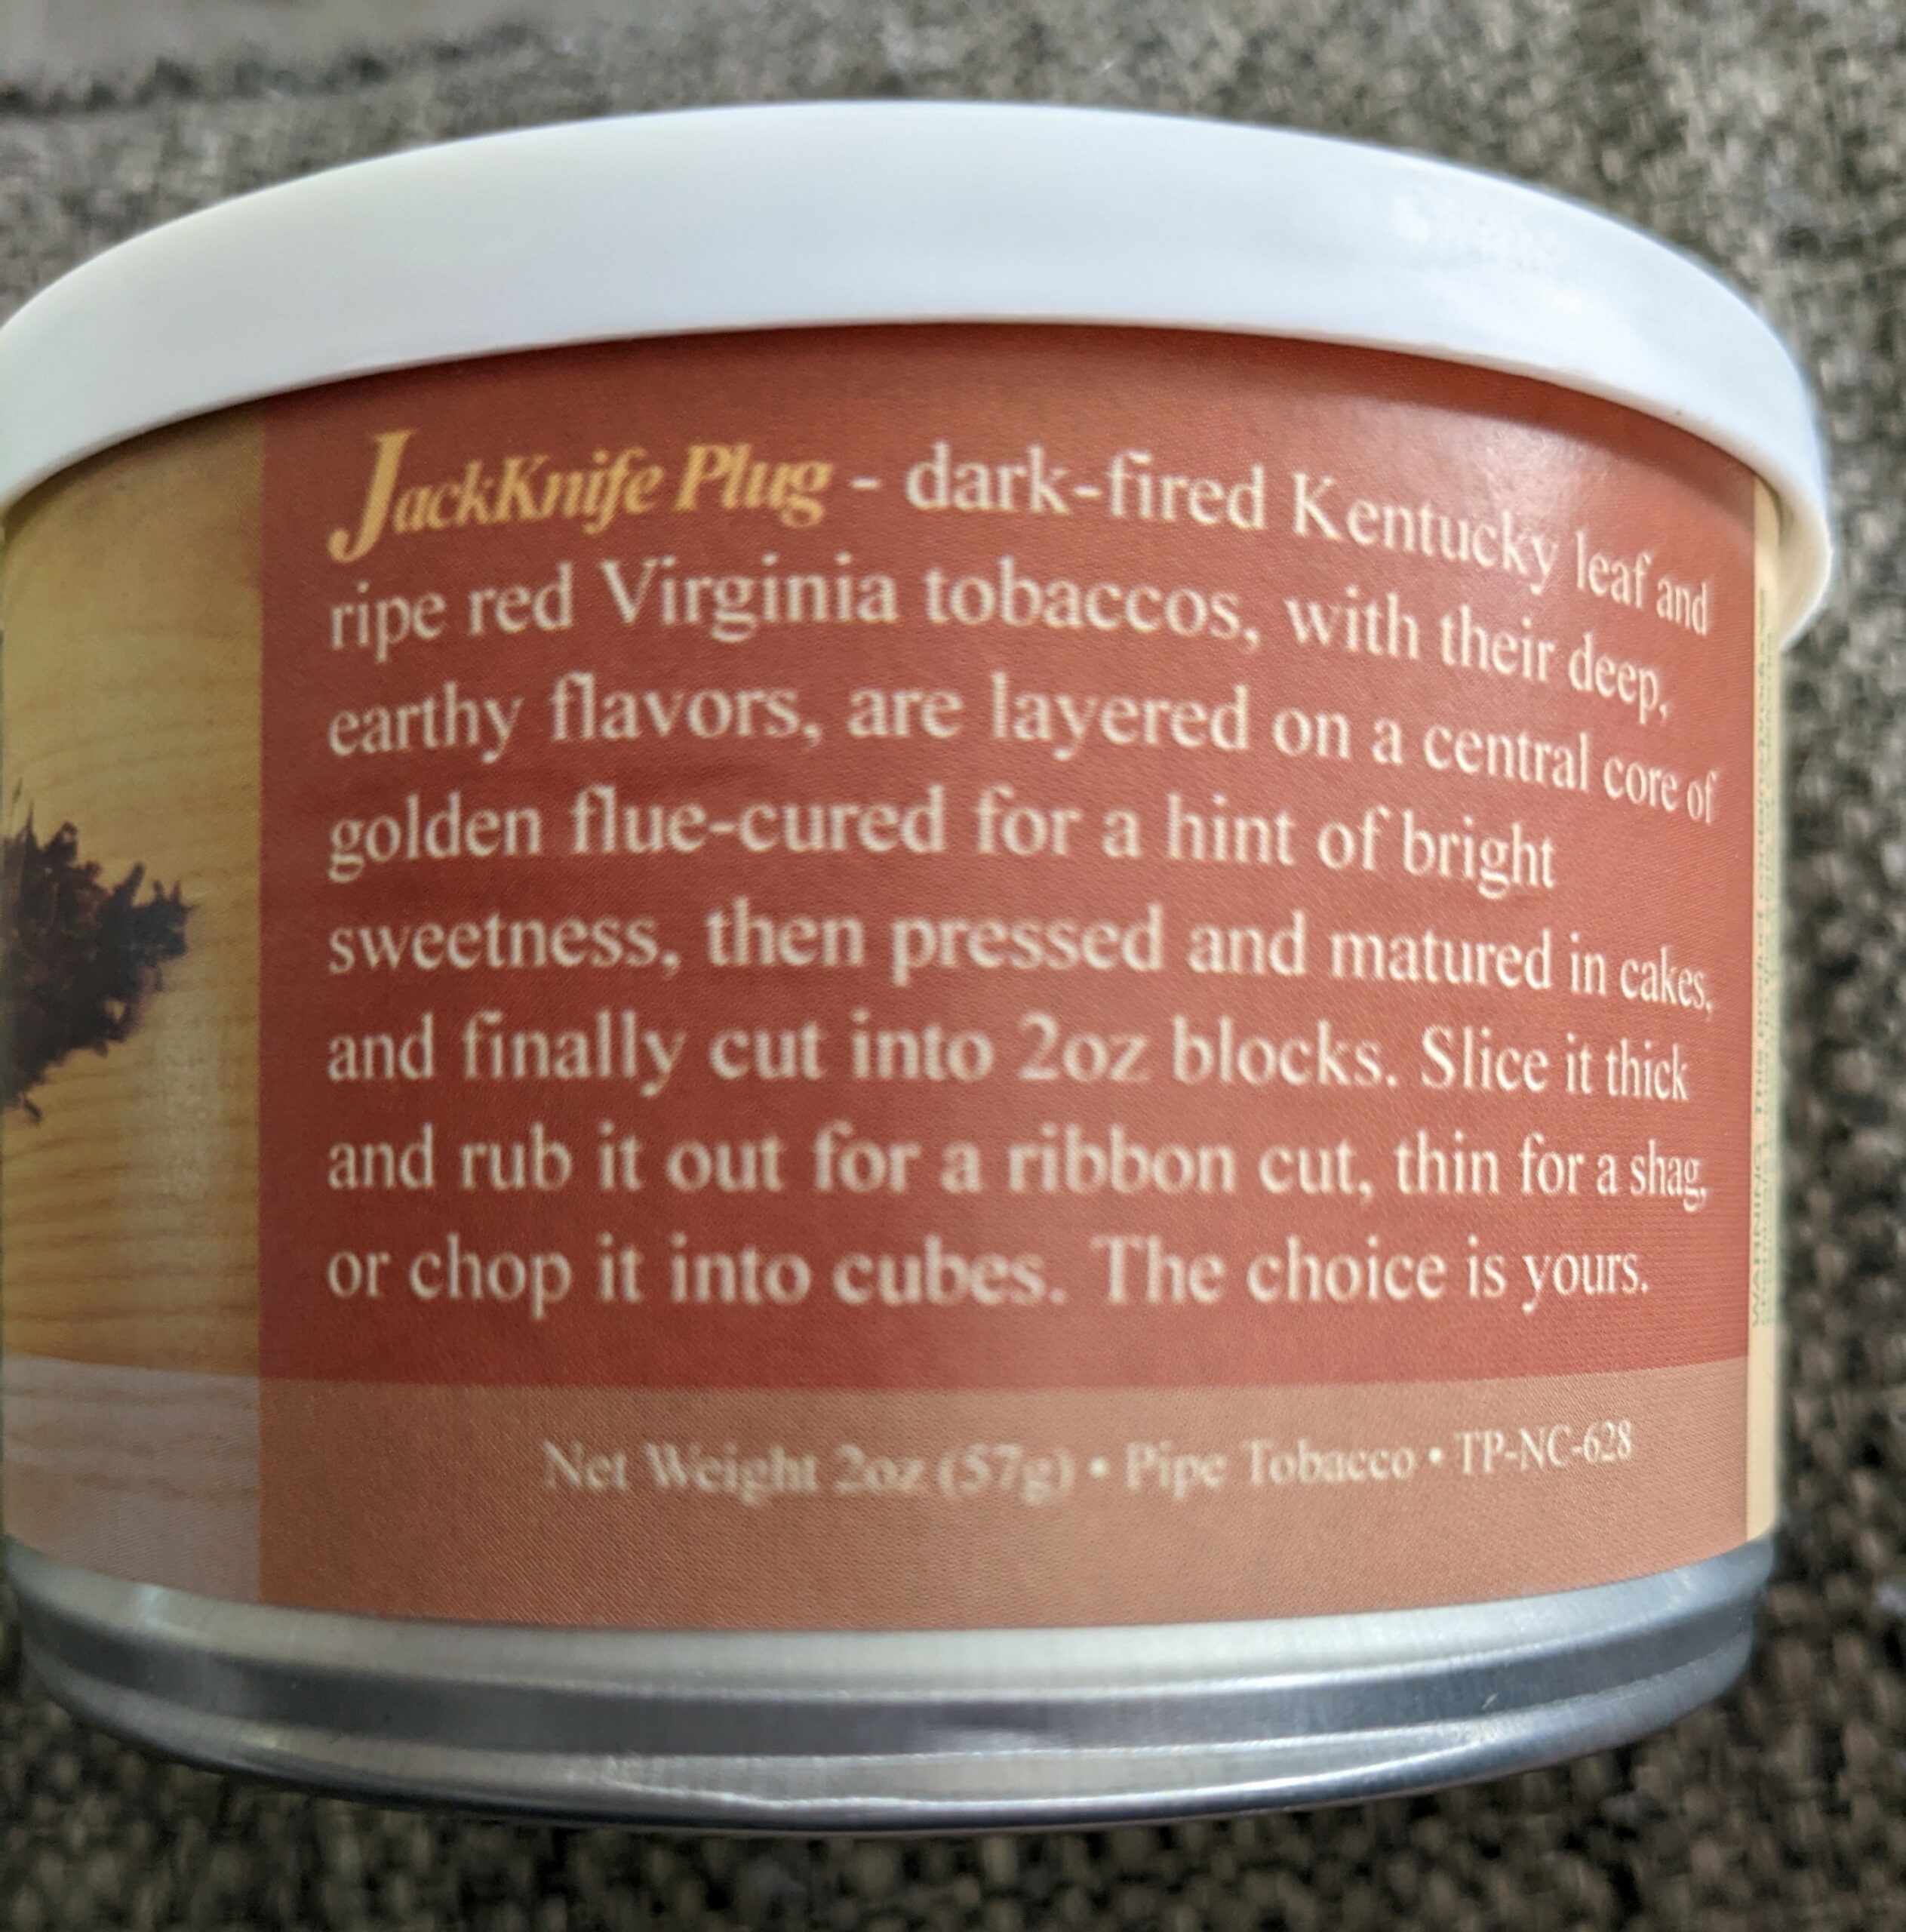 JackKnife Plug - dark-fired Kentucky leaf and
ripe red Virginia tobaccos, with their deep,
earthy flavors, are layered on a central core of
golden flue-cured for a hint of bright
sweetness, then pressed and matured in cakes,
and finally cut into 2oz blocks. Slice it thick
and rub it out for a ribbon cut, thin for a shag,
or chop it into cubes. The choice is yours.
Net Weight 2oz (57g) • Pipe Tobacco • TP-NC-628
WARNING: This product